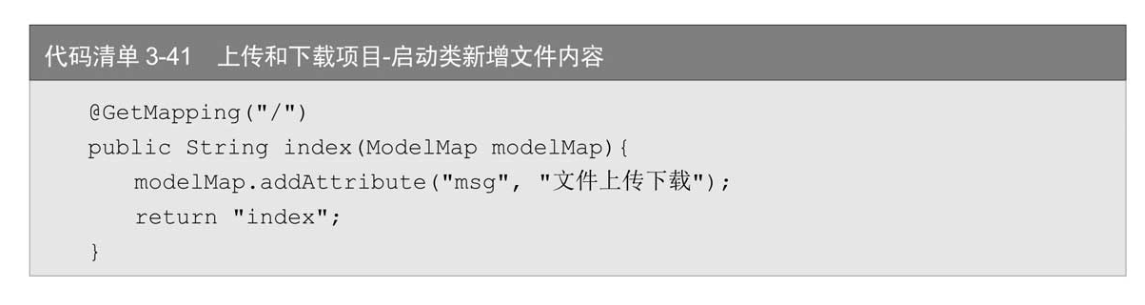 代码清单 3-41　上传和下载项目-启动类新增文件内容
@GetMapping("/")
public String index(ModelMap modelMap){
    modelMap.addAttribute("msg", "文件上传下载");
    return "index";
}